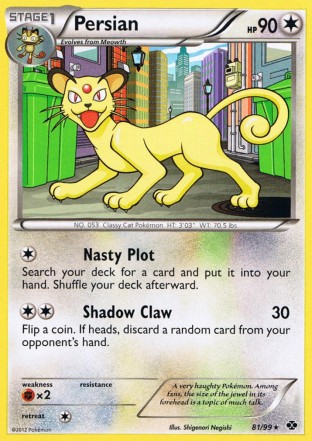 STAGE1
Persian
HP 90
Evolves from Meowth
NO. 053 Classy Cat Pokémon. HT: 3'03" WT: 70.5 lbs
Nasty Plot
Search your deck for a card and put it into your
hand. Shuffle your deck afterward.
Shadow Claw 30
Flip a coin. If heads, discard a random card from your
opponent's hand.
weakness resistance
×2
retreat
A very haughty Pokémon. Among
fans, the size of the jewel in its
forehead is a topic of much talk.
Illus. Shigenori Negishi
81/99 ★
©2012 Pokémon